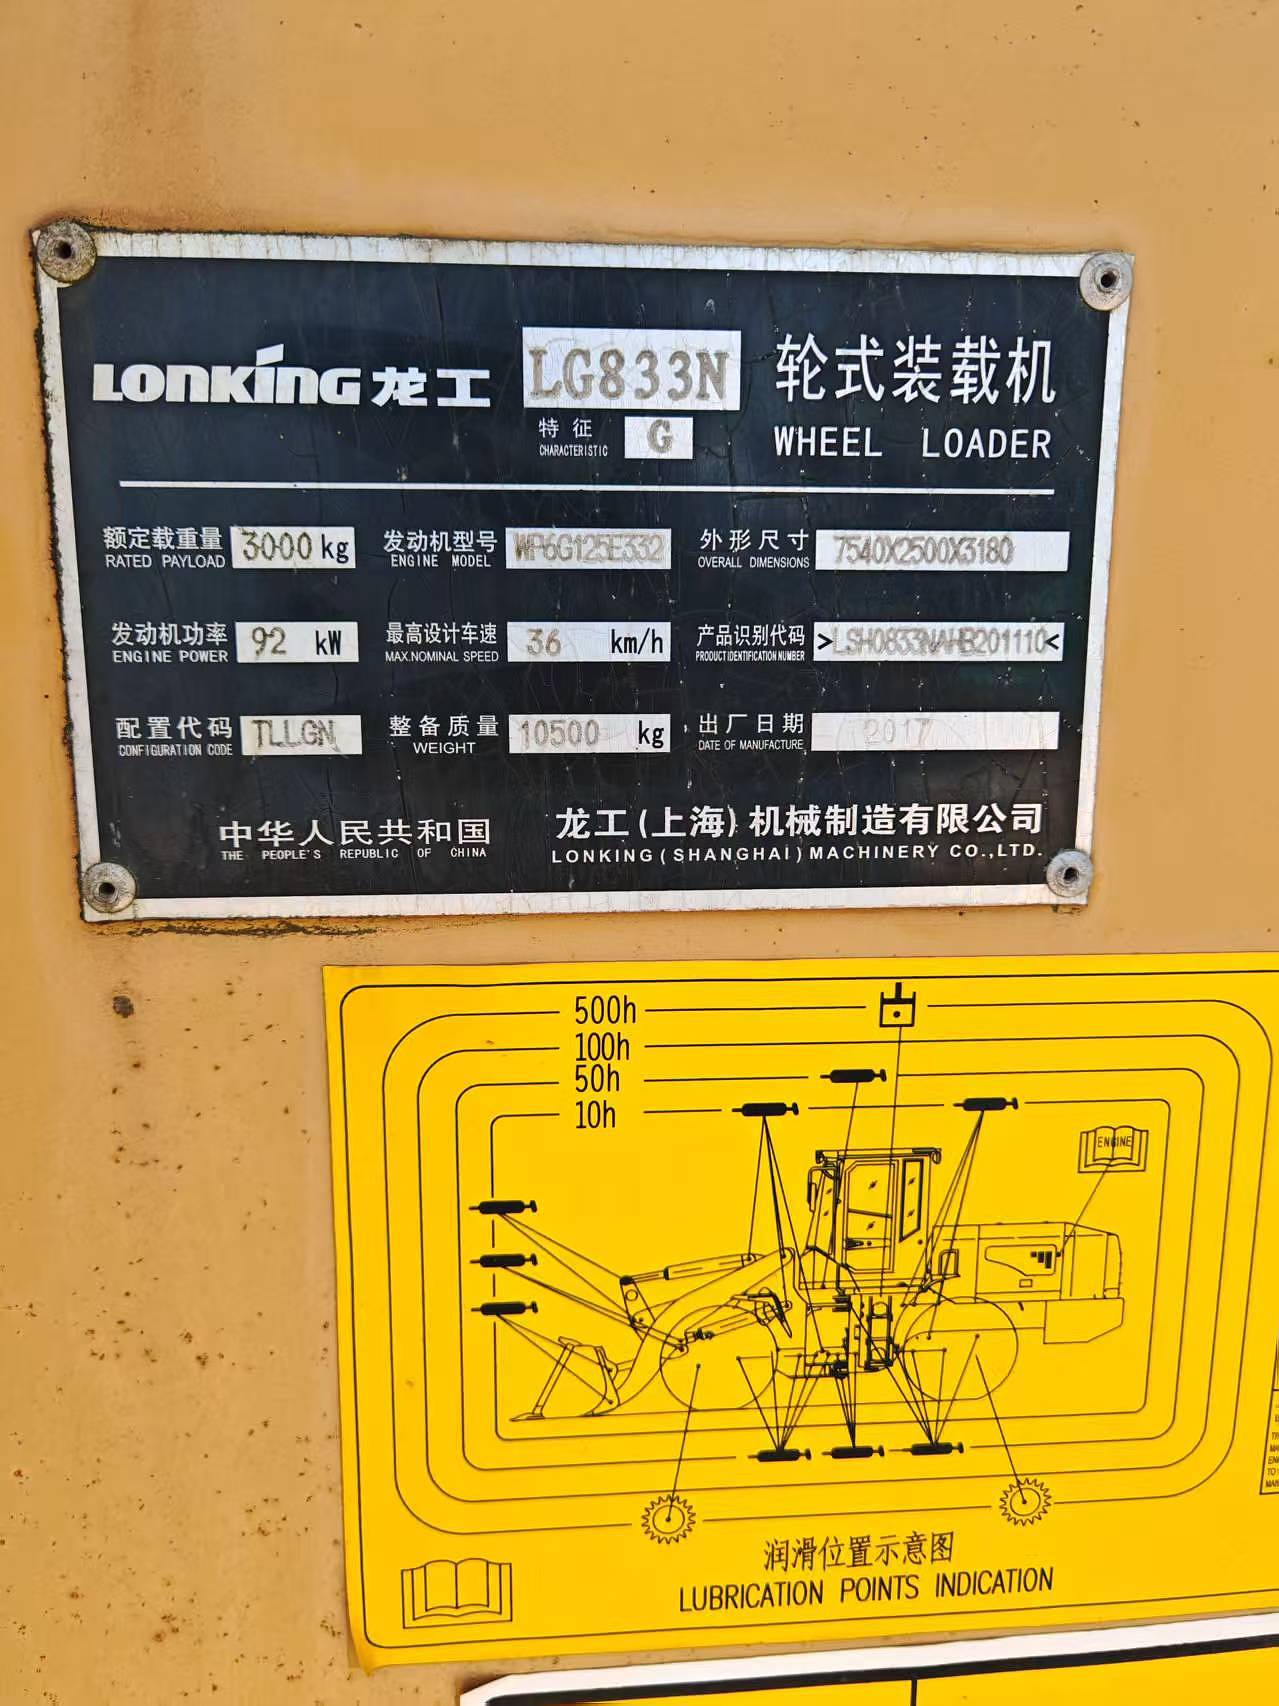 LONKING 龙工 LG833N 轮式装载机
特征 G WHEEL LOADER
CHARACTERISTIC
额定载重量 3000 kg 发动机型号 WP6G125E332 外形尺寸 7540X2500X3180
RATED PAYLOAD ENGINE MODEL OVERALL DIMENSIONS
发动机功率 92 kW 最高设计车速 36 km/h 产品识别代码 >LSH0833NAHB201110<
ENGINE POWER MAX.NOMINAL SPEED PRODUCT IDENTIFICATION NUMBER
配置代码 TLLGN 整备质量 10500 kg 出厂日期 2017
CONFIGURATION CODE WEIGHT DATE OF MANUFACTURE
中华人民共和国 龙工(上海)机械制造有限公司
THE PEOPLE'S REPUBLIC OF CHINA LONKING(SHANGHAI)MACHINERY CO.,LTD.
500h
100h
50h
10h
ENGINE
润滑位置示意图
LUBRICATION POINTS INDICATION